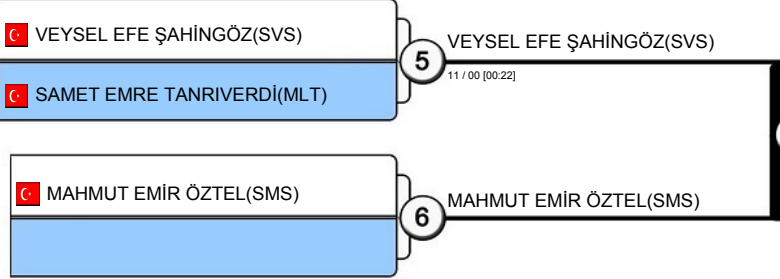 VEYSEL EFE ŞAHİNGÖZ(SVS)
SAMET EMRE TANRIVERDİ(MLT)
5
VEYSEL EFE ŞAHİNGÖZ(SVS)
11 / 00 [00:22]
MAHMUT EMİR ÖZTEL(SMS)
6
MAHMUT EMİR ÖZTEL(SMS)